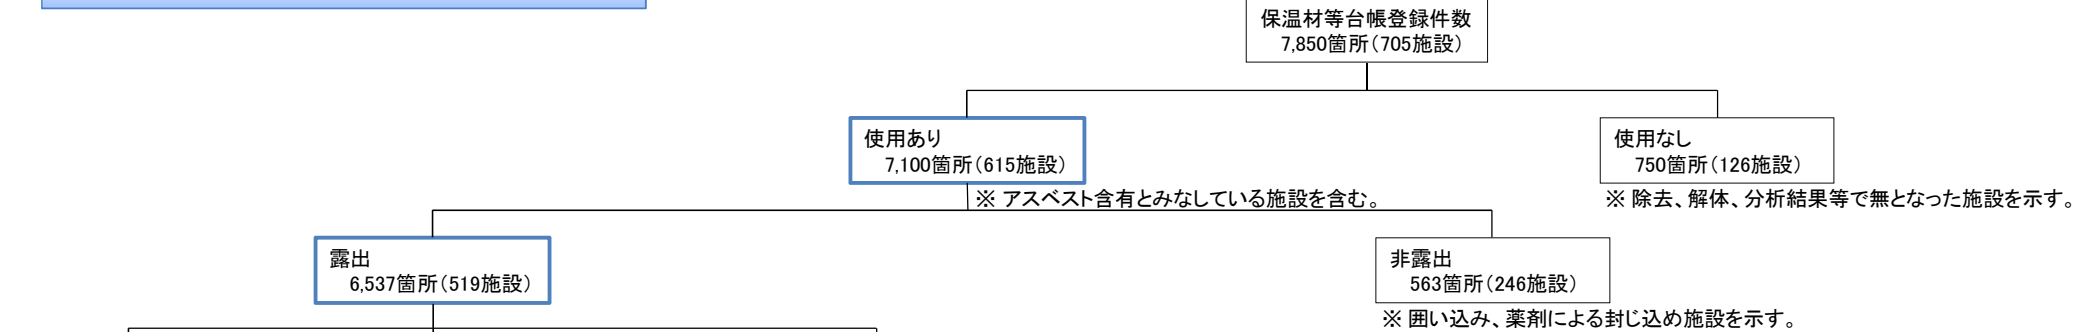 保温材等台帳登録件数
7,850箇所(705施設)
使用あり
7,100箇所(615施設)
※ アスベスト含有とみなしている施設を含む。
使用なし
750箇所(126施設)
※ 除去、解体、分析結果等で無となった施設を示す。
露出
6,537箇所(519施設)
非露出
563箇所(246施設)
※ 囲い込み、薬剤による封じ込め施設を示す。